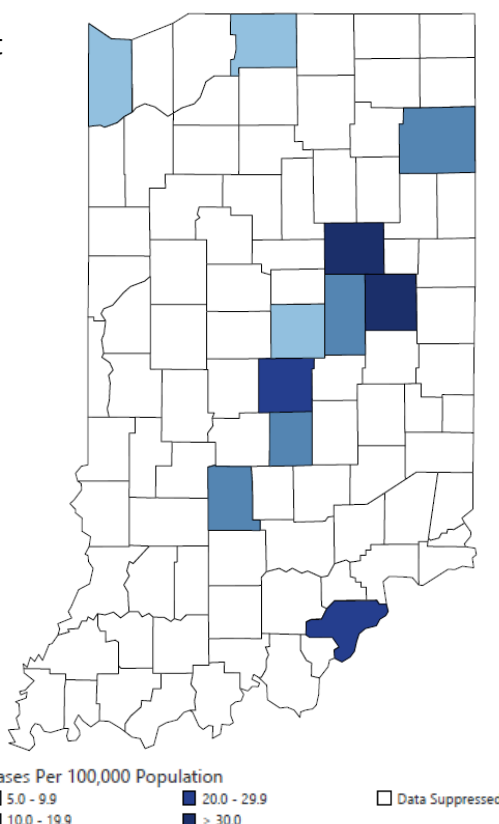 t
ases Per 100,000 Population
5.0 - 9.9
20.0 - 29.9
Data Suppressed
10.0 - 19.9
> 30.0